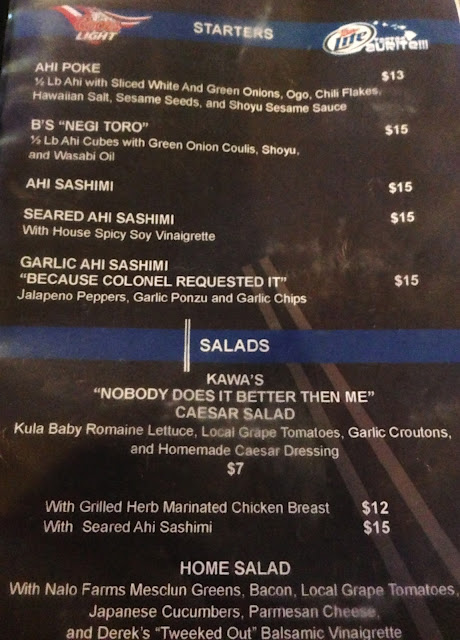 LIGHT
STARTERS
Lite
AHI POKE $13
½ Lb Ahi with Sliced White And Green Onions, Ogo, Chili Flakes,
Hawaiian Salt, Sesame Seeds, and Shoyu Sesame Sauce
B'S "NEGI TORO" $15
½ Lb Ahi Cubes with Green Onion Coulis, Shoyu,
and Wasabi Oil
AHI SASHIMI $15
SEARED AHI SASHIMI $15
With House Spicy Soy Vinaigrette
GARLIC AHI SASHIMI
"BECAUSE COLONEL REQUESTED IT" $15
Jalapeno Peppers, Garlic Ponzu and Garlic Chips
SALADS
KAWA'S
"NOBODY DOES IT BETTER THEN ME"
CAESAR SALAD
Kula Baby Romaine Lettuce, Local Grape Tomatoes, Garlic Croutons,
and Homemade Caesar Dressing
$7
With Grilled Herb Marinated Chicken Breast $12
With Seared Ahi Sashimi $15
HOME SALAD
With Nalo Farms Mesclun Greens, Bacon, Local Grape Tomatoes,
Japanese Cucumbers, Parmesan Cheese,
and Derek's "Tweeked Out" Balsamic Vinaigrette